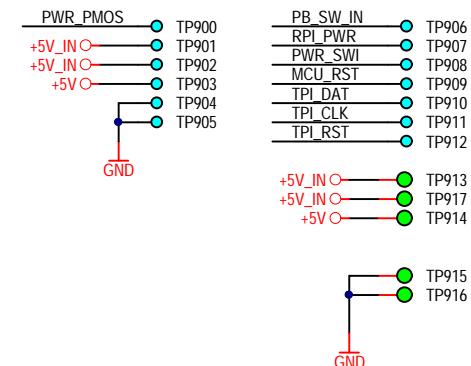 PWR_PMOS TP900
+5V_IN TP901
+5V_IN TP902
+5V TP903
TP904
TP905
GND
PB_SW_IN TP906
RPI_PWR TP907
PWR_SWI TP908
MCU_RST TP909
TPI_DAT TP910
TPI_CLK TP911
TPI_RST TP912
+5V_IN TP913
+5V_IN TP917
+5V TP914
TP915
TP916
GND